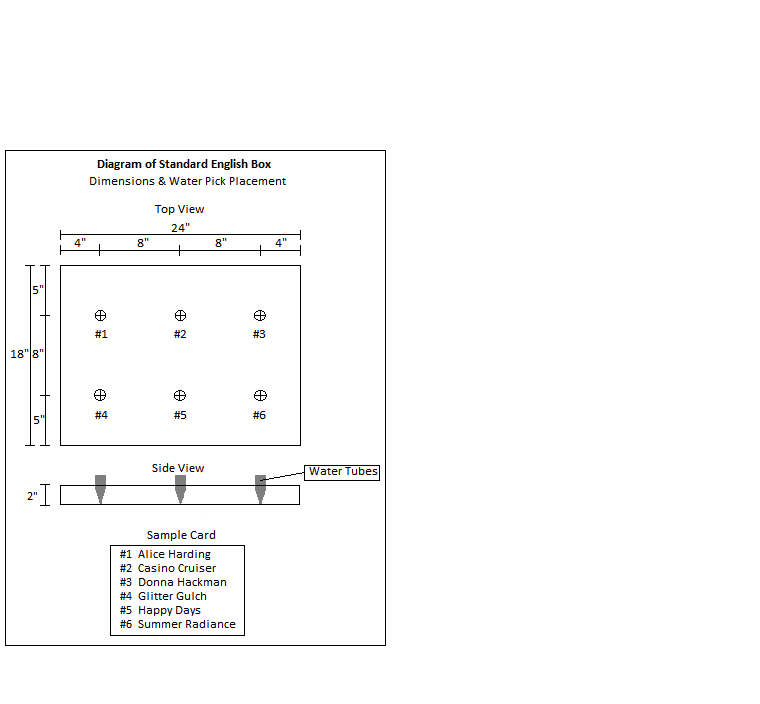 Diagram of Standard English Box
Dimensions & Water Pick Placement
Top View
24"
4" 8" 8" 4"
5"
#1 #2 #3
18" 8"
#4 #5 #6
5"
Side View
Water Tubes
2"
Sample Card
#1 Alice Harding
#2 Casino Cruiser
#3 Donna Hackman
#4 Glitter Gulch
#5 Happy Days
#6 Summer Radiance